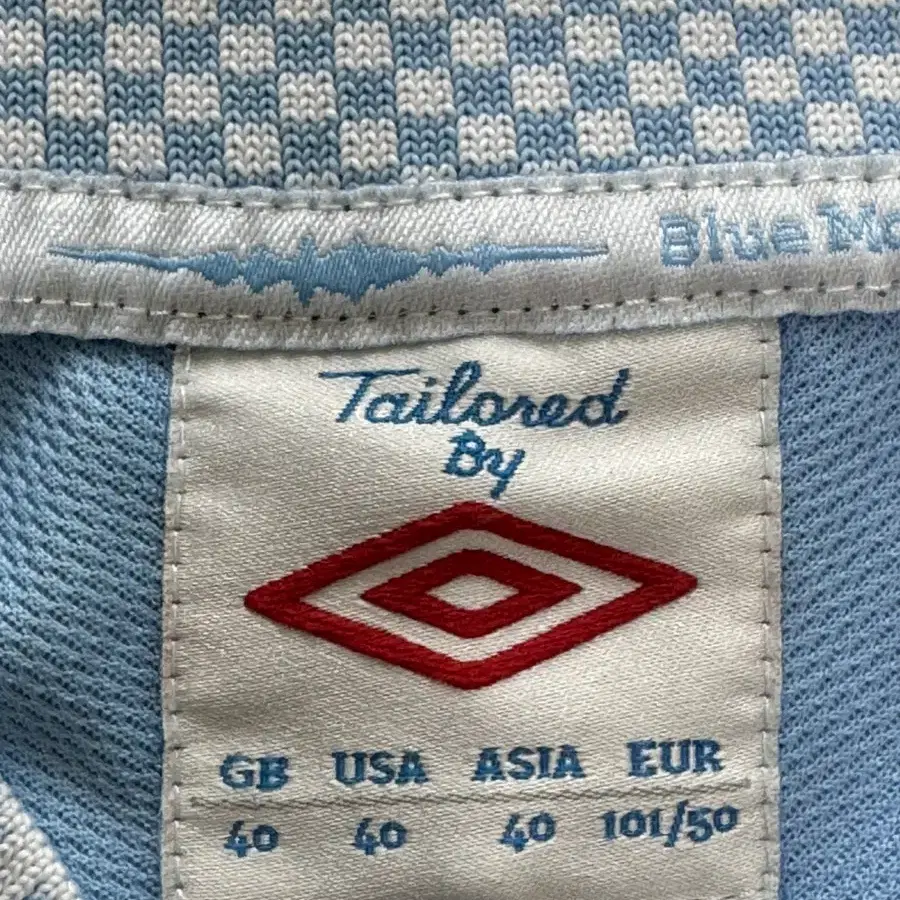 Blue Mo
Tailored
By
GB USA ASIA EUR
40 40 40 101/50